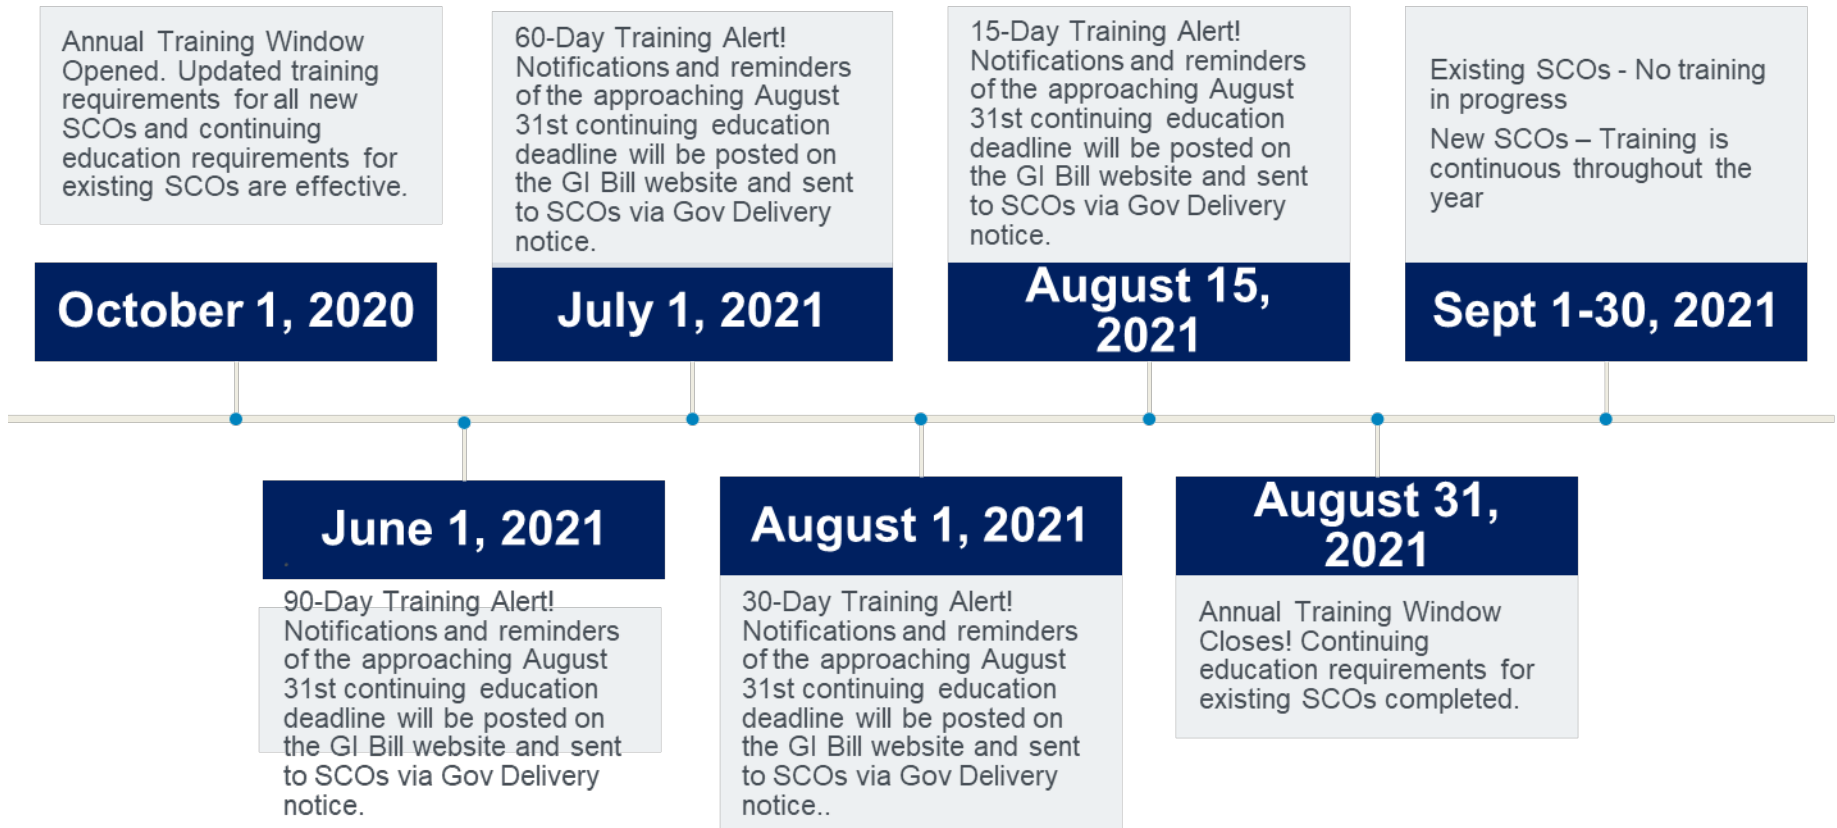 Annual Training Window
Opened. Updated training
requirements for all new
SCOs and continuing
education requirements for
existing SCOs are effective.
October 1, 2020
60-Day Training Alert!
Notifications and reminders
of the approaching August
31st continuing education
deadline will be posted on
the GI Bill website and sent
to SCOs via Gov Delivery
notice.
July 1, 2021
15-Day Training Alert!
Notifications and reminders
of the approaching August
31st continuing education
deadline will be posted on
the GI Bill website and sent
to SCOs via Gov Delivery
notice.
August 15,
2021
Existing SCOs - No training
in progress
New SCOs – Training is
continuous throughout the
year
Sept 1-30, 2021
June 1, 2021
.
90-Day Training Alert!
Notifications and reminders
of the approaching August
31st continuing education
deadline will be posted on
the GI Bill website and sent
to SCOs via Gov Delivery
notice.
August 1, 2021
30-Day Training Alert!
Notifications and reminders
of the approaching August
31st continuing education
deadline will be posted on
the GI Bill website and sent
to SCOs via Gov Delivery
notice..
August 31,
2021
Annual Training Window
Closes! Continuing
education requirements for
existing SCOs completed.